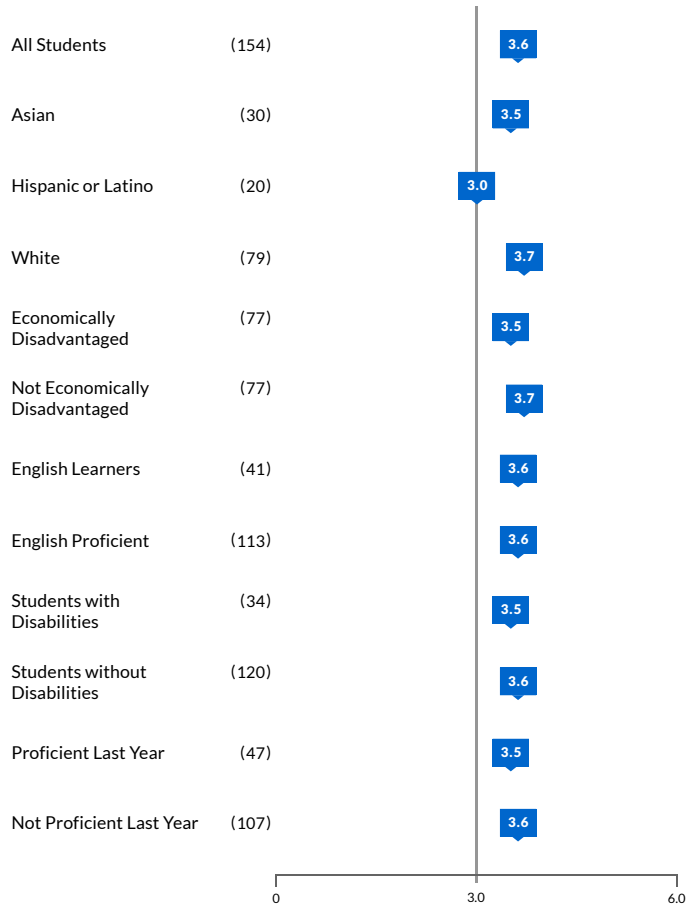 All Students (154) 3.6
Asian (30) 3.5
Hispanic or Latino (20) 3.0
White (79) 3.7
Economically (77)
Disadvantaged 3.5
Not Economically (77)
Disadvantaged 3.7
English Learners (41) 3.6
English Proficient (113) 3.6
Students with (34)
Disabilities 3.5
Students without (120)
Disabilities 3.6
Proficient Last Year (47) 3.5
Not Proficient Last Year (107) 3.6
0 3.0 6.0